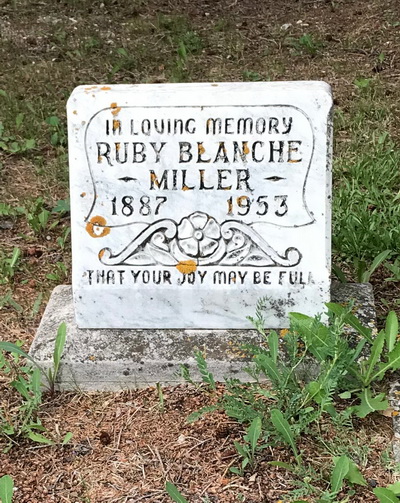 IN LOVING MEMORY
RUBY BLANCHE
MILLER
1887 1953
THAT YOUR JOY MAY BE FULL